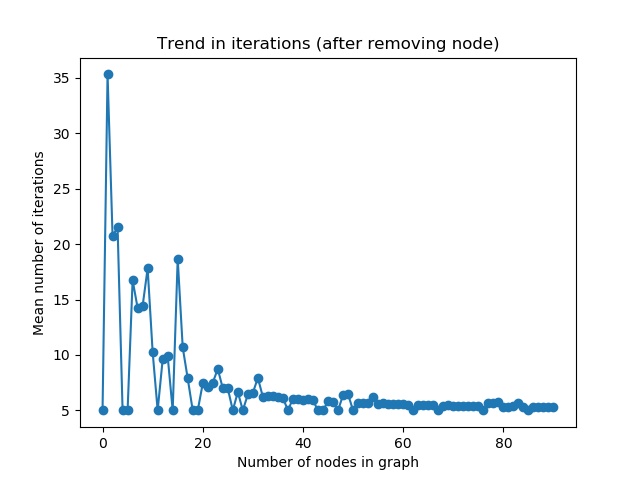 Trend in iterations (after removing node)
35
30
25
20
15
10
5
Mean number of iterations
0 20 40 60 80
Number of nodes in graph